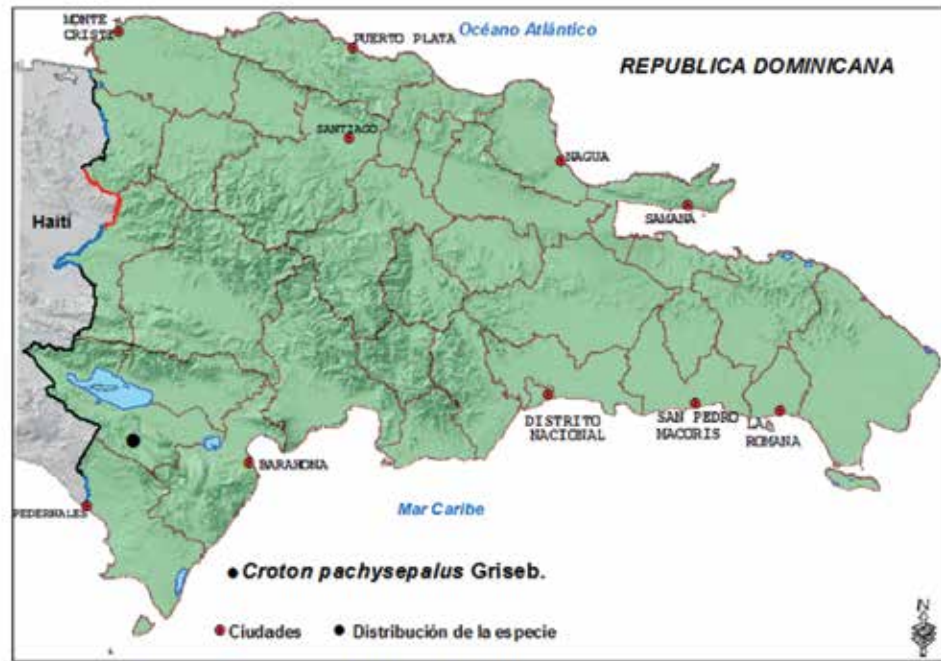 MONTE
CRISTI
Océano Atlántico
PUERTO PLATA
REPUBLICA DOMINICANA
SANTIAGO
NAGUA
Haití
SAMANA
DISTRITO
NACIONAL
SAN PEDRO
MACORIS
LA
ROMANA
BARAHONA
PEDERNALES
Mar Caribe
Croton pachysepalus Griseb.
Ciudades
Distribución de la especie
N